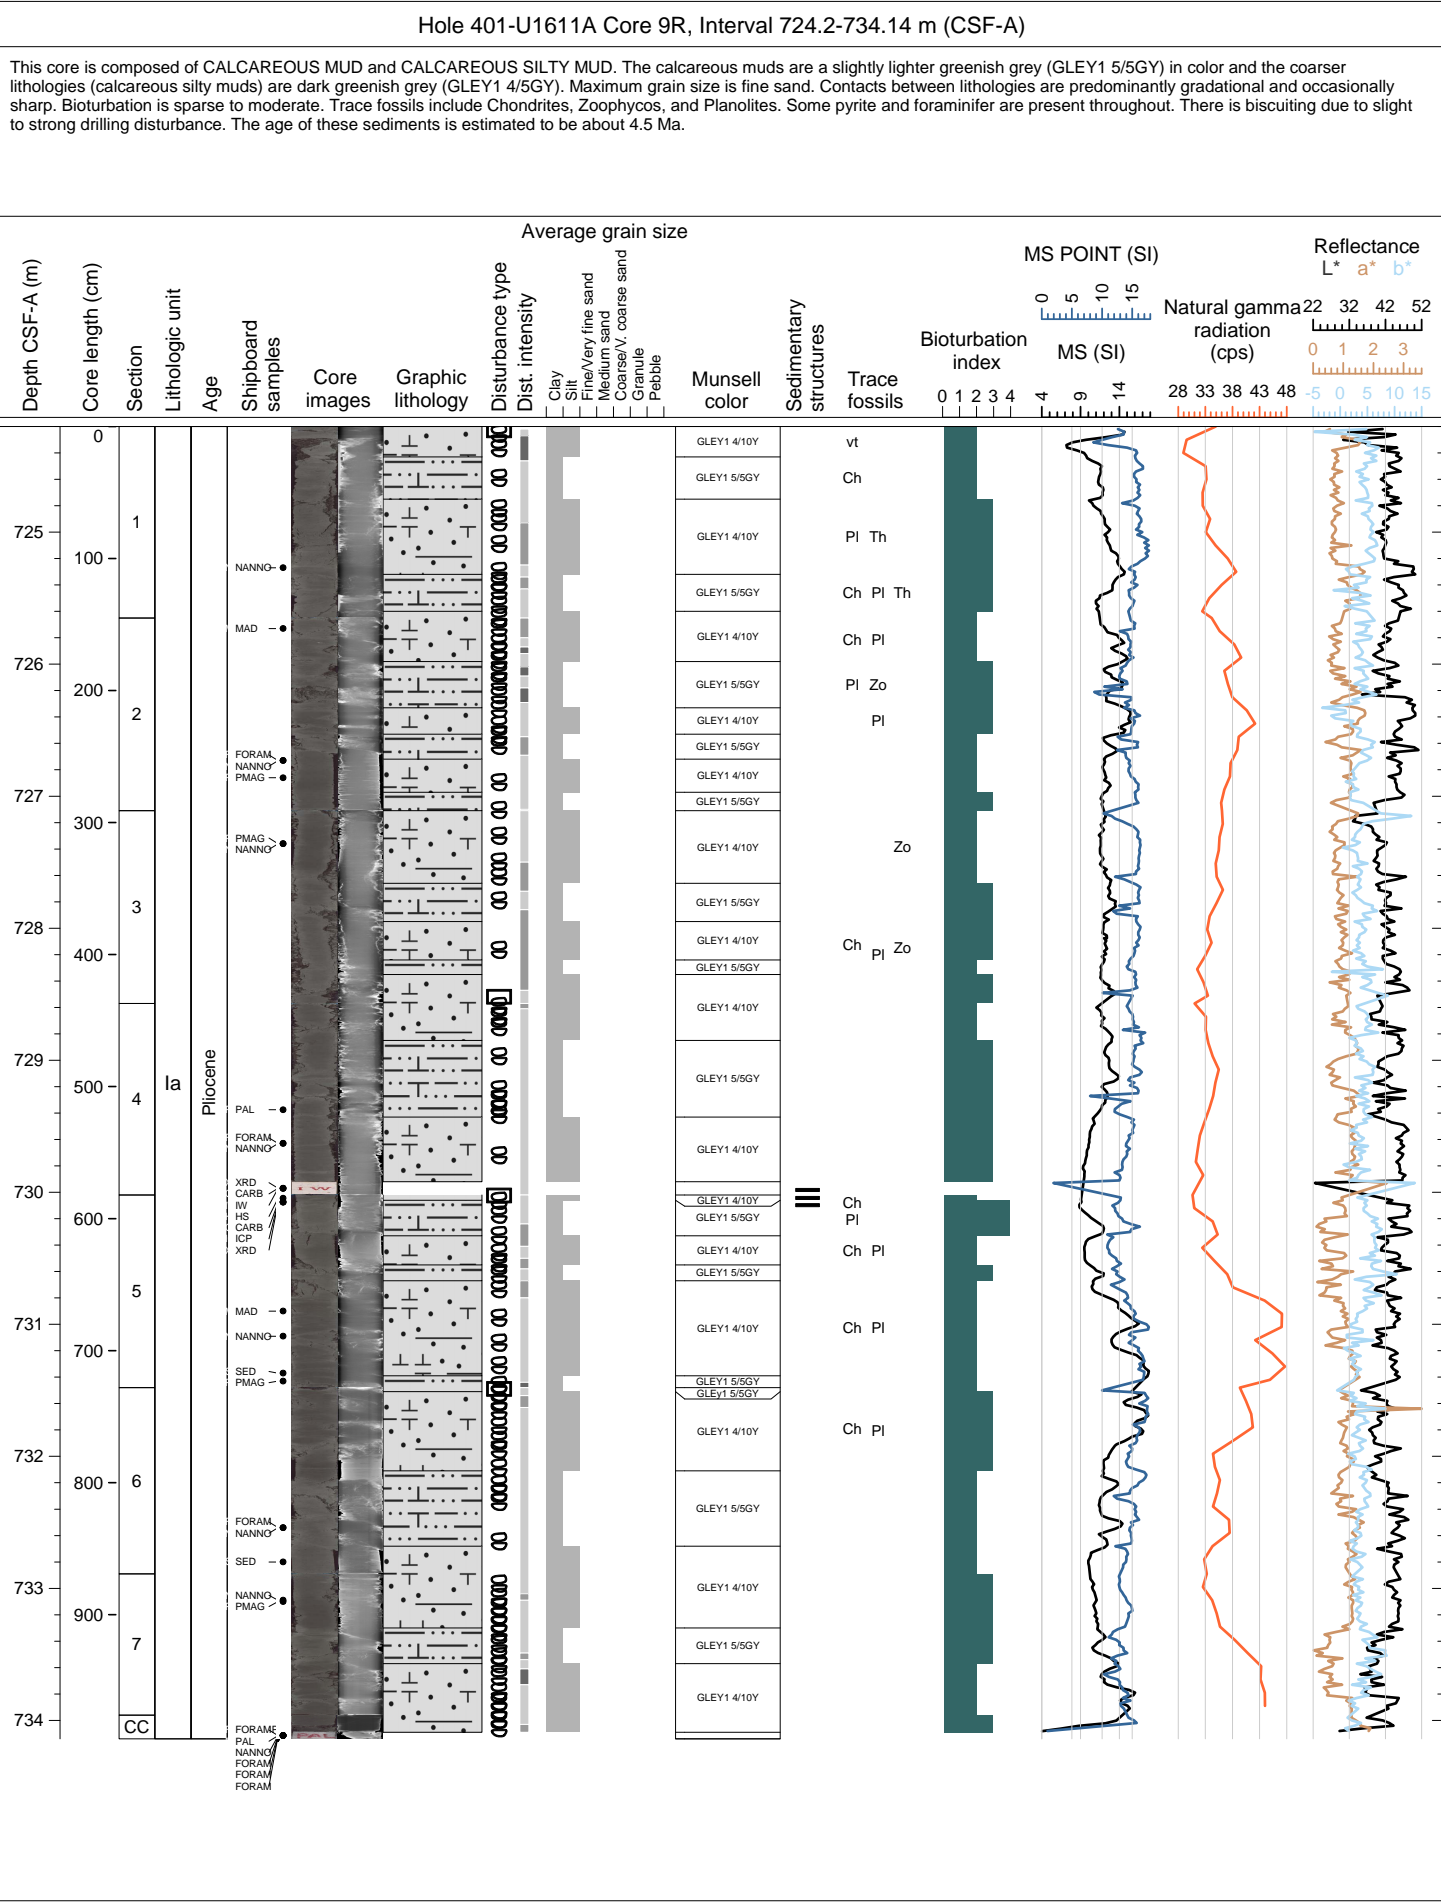 Hole 401-U1611A Core 9R, Interval 724.2-734.14 m (CSF-A)
This core is composed of CALCAREOUS MUD and CALCAREOUS SILTY MUD. The calcareous muds are a slightly lighter greenish grey (GLEY1 5/5GY) in color and the coarser
lithologies (calcareous silty muds) are dark greenish grey (GLEY1 4/5GY). Maximum grain size is fine sand. Contacts between lithologies are predominantly gradational and occasionally
sharp. Bioturbation is sparse to moderate. Trace fossils include Chondrites, Zoophycos, and Planolites. Some pyrite and foraminifer are present throughout. There is biscuiting due to slight
to strong drilling disturbance. The age of these sediments is estimated to be about 4.5 Ma.
Depth CSF-A (m)
Core length (cm)
Section
Lithologic unit
Age
Shipboard
samples
Core
images
Graphic
lithology
Disturbance type
Dist. intensity
Average grain size
Clay
Silt
Fine/Very fine sand
Medium sand
Coarse/V. coarse sand
Granule
Pebble
Munsell
color
Sedimentary
structures
Trace
fossils
Bioturbation
index
0 1 2 3 4
MS POINT (SI)
0 5 10 15
MS (SI)
4 9 14
Natural gamma
radiation
(cps)
28 33 38 43 48
Reflectance
L* a* b*
22 32 42 52
0 1 2 3
-5 0 5 10 15
725
726
727
728
729
730
731
732
733
734
0
100
200
300
400
500
600
700
800
900
1
2
3
4
5
6
7
CC
Ia
Pliocene
NANNO
MAD
FORAM
NANNO
PMAG
PMAG
NANNO
PAL
FORAM
NANNO
XRD
CARB
IW
HS
CARB
ICP
XRD
MAD
NANNO
SED
PMAG
FORAM
NANNO
SED
NANNO
PMAG
FORAM
PAL
NANNO
FORAM
FORAM
FORAM
IW
PAL
GLEY1 4/10Y
GLEY1 5/5GY
GLEY1 4/10Y
GLEY1 5/5GY
GLEY1 4/10Y
GLEY1 5/5GY
GLEY1 4/10Y
GLEY1 5/5GY
GLEY1 4/10Y
GLEY1 5/5GY
GLEY1 4/10Y
GLEY1 5/5GY
GLEY1 4/10Y
GLEY1 5/5GY
GLEY1 4/10Y
GLEY1 5/5GY
GLEY1 4/10Y
GLEY1 4/10Y
GLEY1 5/5GY
GLEY1 4/10Y
GLEY1 5/5GY
GLEY1 4/10Y
GLEY1 5/5GY
GLEy1 5/5GY
GLEY1 4/10Y
GLEY1 5/5GY
GLEY1 4/10Y
GLEY1 5/5GY
GLEY1 4/10Y
vt
Ch
Pl Th
Ch Pl Th
Ch Pl
Pl Zo
Pl
Zo
Ch Pl Zo
Ch
Pl
Ch Pl
Ch Pl
Ch Pl